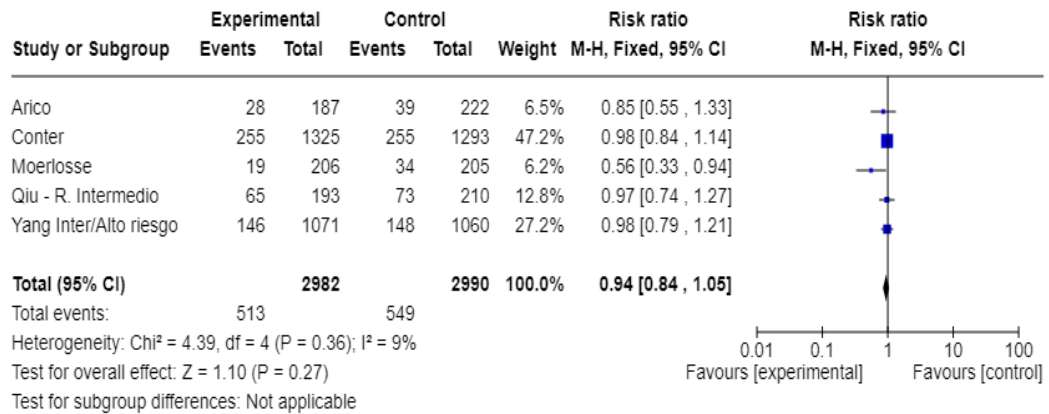 Experimental Control Risk ratio Risk ratio
Study or Subgroup Events Total Events Total Weight M-H, Fixed, 95% CI M-H, Fixed, 95% CI
Arico 28 187 39 222 6.5% 0.85 [0.55 , 1.33]
Conter 255 1325 255 1293 47.2% 0.98 [0.84 , 1.14]
Moerlosse 19 206 34 205 6.2% 0.56 [0.33 , 0.94]
Qiu - R. Intermedio 65 193 73 210 12.8% 0.97 [0.74 , 1.27]
Yang Inter/Alto riesgo 146 1071 148 1060 27.2% 0.98 [0.79 , 1.21]
Total (95% CI) 2982 2990 100.0% 0.94 [0.84 , 1.05]
Total events: 513 549
Heterogeneity: Chi² = 4.39, df = 4 (P = 0.36); I² = 9%
0.01 0.1 1 10 100
Test for overall effect: Z = 1.10 (P = 0.27)
Favours [experimental] Favours [control]
Test for subgroup differences: Not applicable